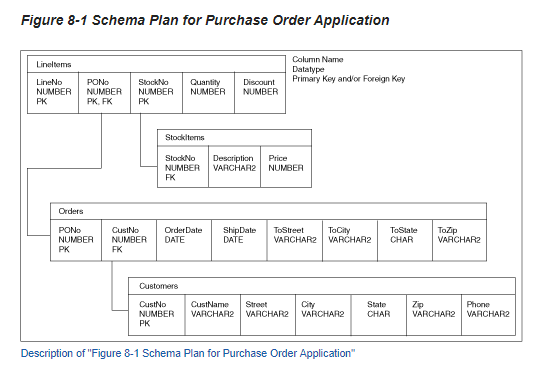 Figure 8-1 Schema Plan for Purchase Order Application
LineItems
Column Name
Datatype
Primary Key and/or Foreign Key
LineNo PONo StockNo Quantity Discount
NUMBER NUMBER NUMBER NUMBER NUMBER
PK PK, FK PK
StockItems
StockNo Description Price
NUMBER VARCHAR2 NUMBER
FK
Orders
PONo CustNo OrderDate ShipDate ToStreet ToCity ToState ToZip
NUMBER NUMBER DATE DATE VARCHAR2 VARCHAR2 CHAR VARCHAR2
PK FK
Customers
CustNo CustName Street City State Zip Phone
NUMBER VARCHAR2 VARCHAR2 VARCHAR2 CHAR VARCHAR2 VARCHAR2
PK
Description of "Figure 8-1 Schema Plan for Purchase Order Application"